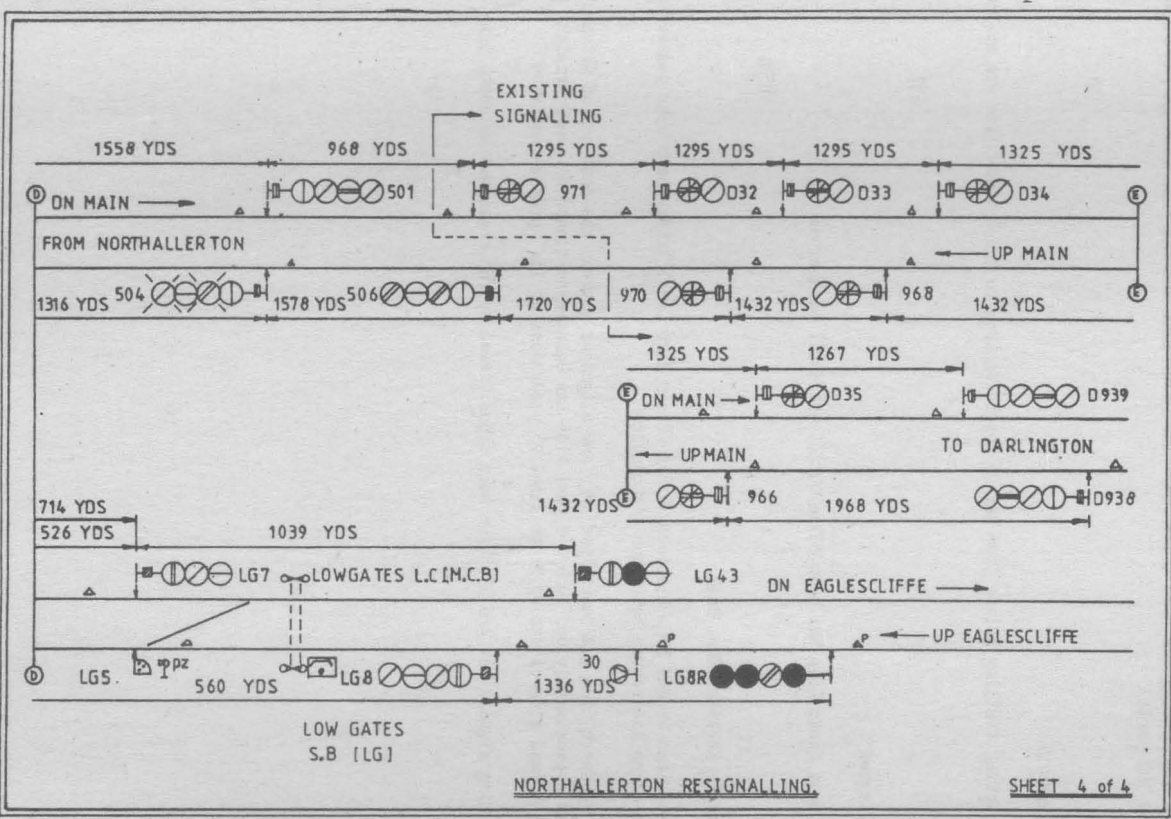 EXISTING
SIGNALLING
1558 YDS 968 YDS 1295 YDS 1295 YDS 1295 YDS 1325 YDS
501 971 D32 D33 D34
D DN MAIN E
FROM NORTHALLERTON UP MAIN
504 506 970 968 E
1316 YDS 1578 YDS 1720 YDS 1432 YDS 1432 YDS
1325 YDS 1267 YDS
E DN MAIN D35 D939
UP MAIN TO DARLINGTON
E 966 D938
1432 YDS 1968 YDS
714 YDS
526 YDS 1039 YDS
LG7 LOWGATES L.C[M.C.B] LG43
DN EAGLESCLIFFE
P P UP EAGLESCLIFFE
D LG5 PZ LG8 30 LG8R
560 YDS 1336 YDS
LOW GATES
S.B [LG]
NORTHALLERTON RESIGNALLING. SHEET 4 of 4